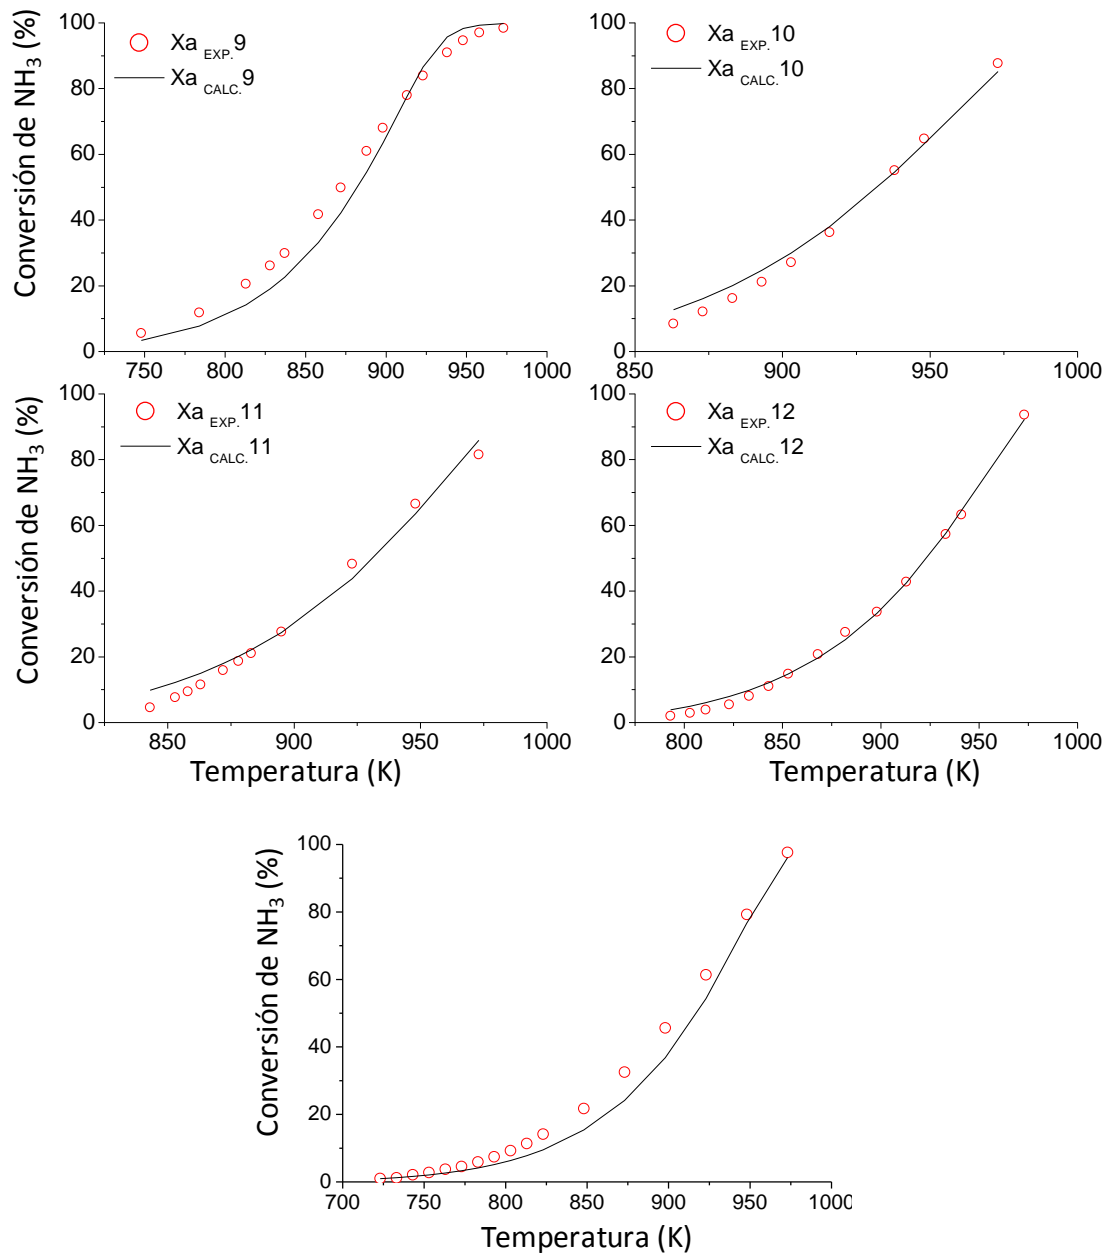 Conversión de NH3 (%)
100
80
60
40
20
0
Xa EXP.9
Xa CALC.9
750 800 850 900 950 1000
100
80
60
40
20
0
Xa EXP.10
Xa CALC.10
850 900 950 1000
Conversión de NH3 (%)
100
80
60
40
20
0
Xa EXP.11
Xa CALC.11
850 900 950 1000
Temperatura (K)
100
80
60
40
20
0
Xa EXP.12
Xa CALC.12
800 850 900 950 1000
Temperatura (K)
Conversión de NH3 (%)
100
80
60
40
20
0
700 750 800 850 900 950 1000
Temperatura (K)